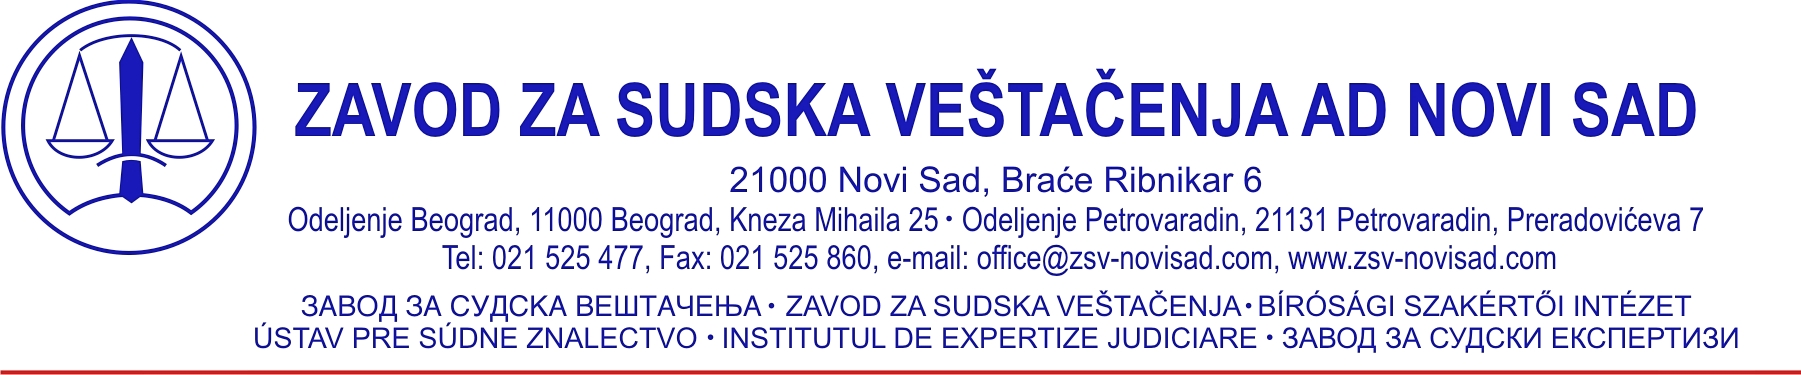 ZAVOD ZA SUDSKA VEŠTAČENJA AD NOVI SAD
21000 Novi Sad, Braće Ribnikar 6
Odeljenje Beograd, 11000 Beograd, Kneza Mihaila 25 • Odeljenje Petrovaradin, 21131 Petrovaradin, Preradovićeva 7
Tel: 021 525 477, Fax: 021 525 860, e-mail: office@zsv-novisad.com, www.zsv-novisad.com
ЗАВОД ЗА СУДСКА ВЕШТАЧЕЊА • ZAVOD ZA SUDSKA VEŠTAČENJA • BÍRÓSÁGI SZAKÉRTŐI INTÉZET
ÚSTAV PRE SÚDNE ZNALECTVO • INSTITUTUL DE EXPERTIZE JUDICIARE • ЗАВОД ЗА СУДСКИ ЕКСПЕРТИЗИ